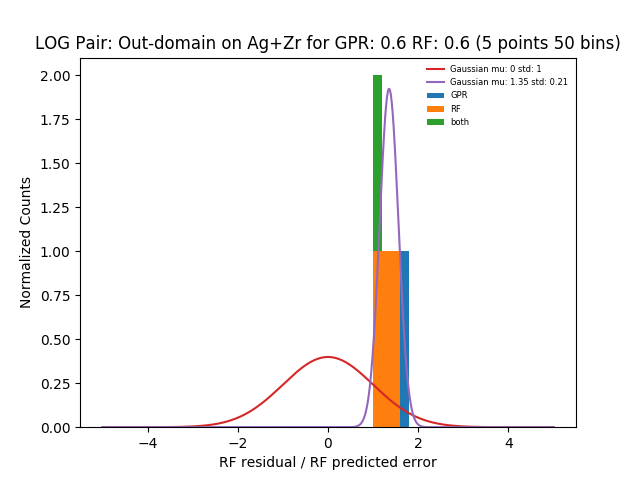 LOG Pair: Out-domain on Ag+Zr for GPR: 0.6 RF: 0.6 (5 points 50 bins)
Gaussian mu: 0 std: 1
Gaussian mu: 1.35 std: 0.21
GPR
RF
both
Normalized Counts
2.00
1.75
1.50
1.25
1.00
0.75
0.50
0.25
0.00
−4
−2
0
2
4
RF residual / RF predicted error